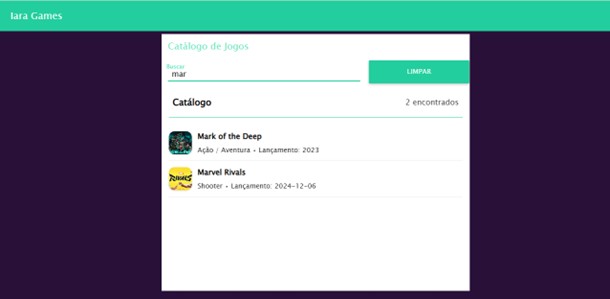 Iara Games
Catálogo de Jogos
Buscar
mar
LIMPAR
Catálogo
2 encontrados
Mark of the Deep
Ação / Aventura • Lançamento: 2023
Marvel Rivals
RIVALS
Shooter • Lançamento: 2024-12-06